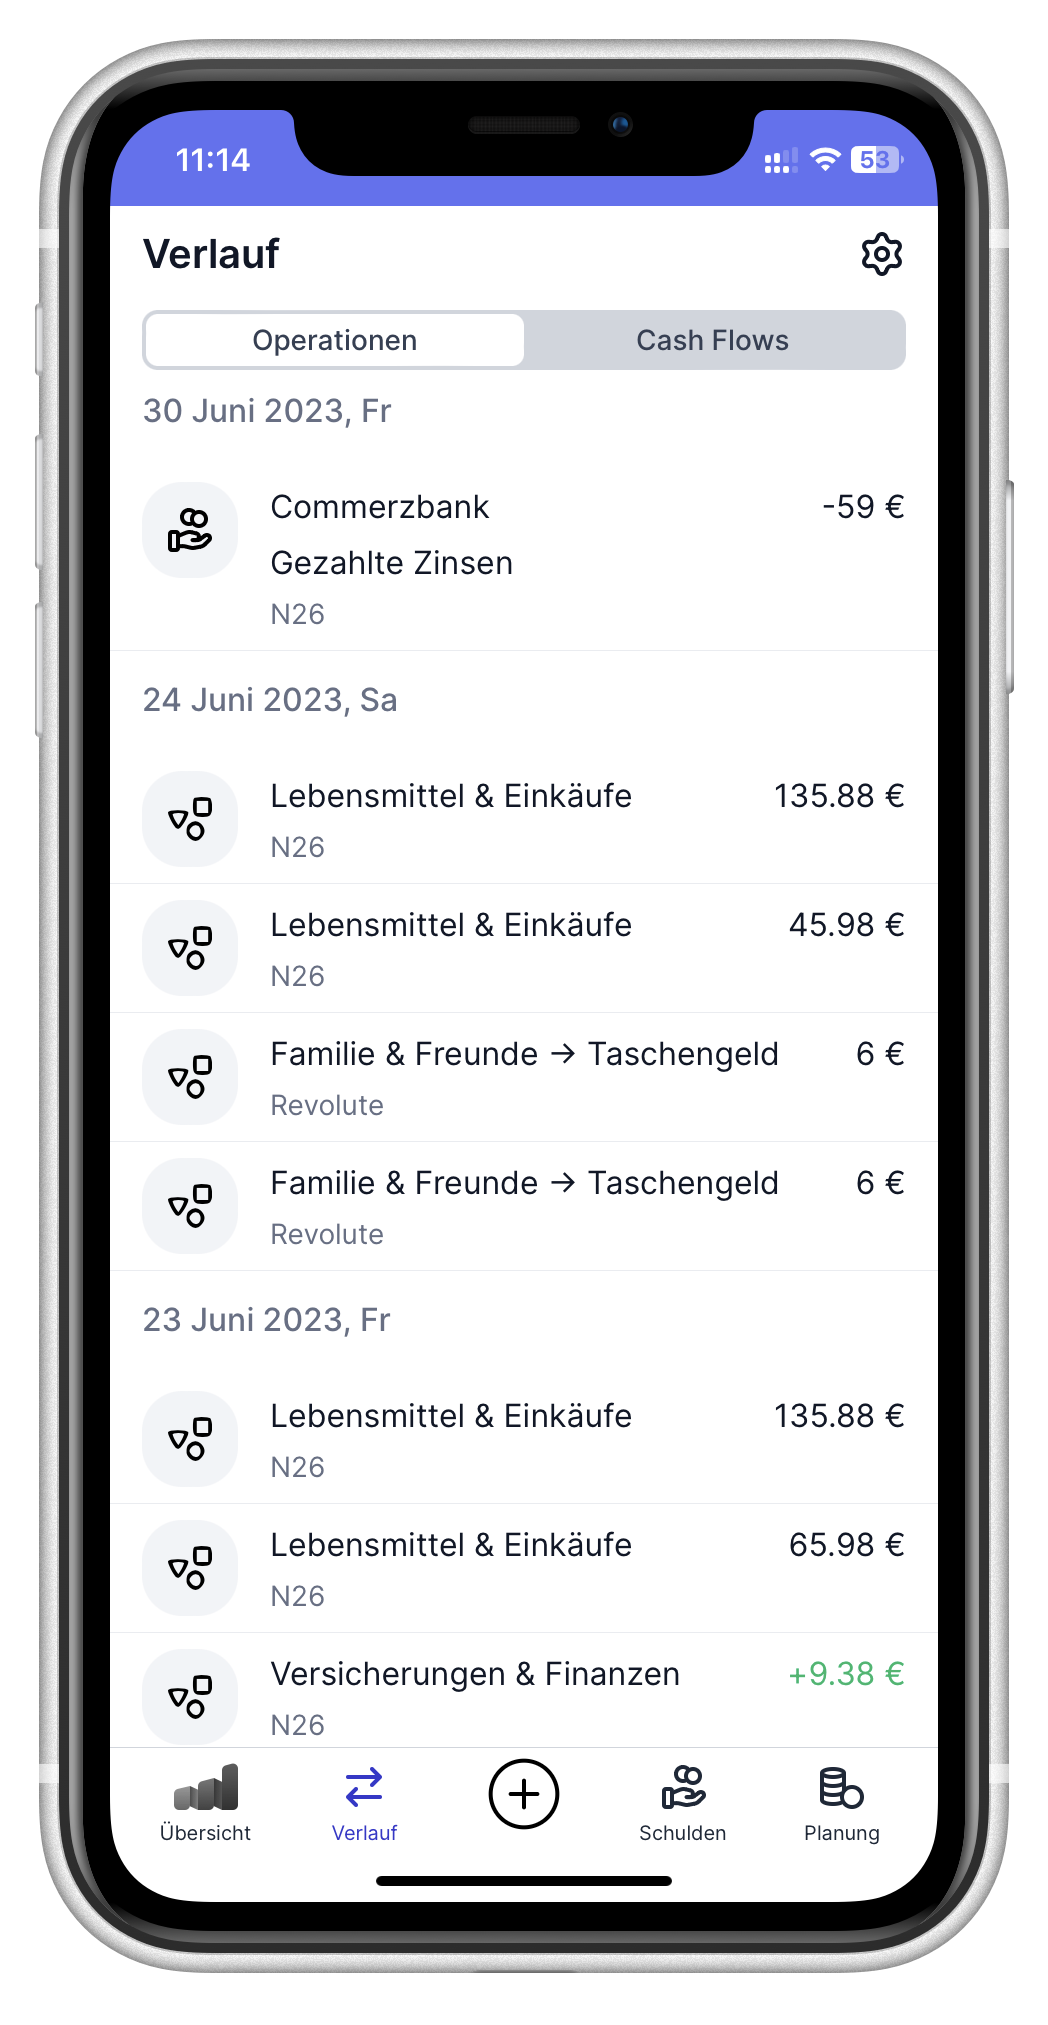 11:14
53
Verlauf
Operationen
Cash Flows
30 Juni 2023, Fr
Commerzbank
-59 €
Gezahlte Zinsen
N26
24 Juni 2023, Sa
Lebensmittel & Einkäufe
135.88 €
N26
Lebensmittel & Einkäufe
45.98 €
N26
Familie & Freunde → Taschengeld
6 €
Revolute
Familie & Freunde → Taschengeld
6 €
Revolute
23 Juni 2023, Fr
Lebensmittel & Einkäufe
135.88 €
N26
Lebensmittel & Einkäufe
65.98 €
N26
Versicherungen & Finanzen
+9.38 €
N26
Übersicht
Verlauf
Schulden
Planung